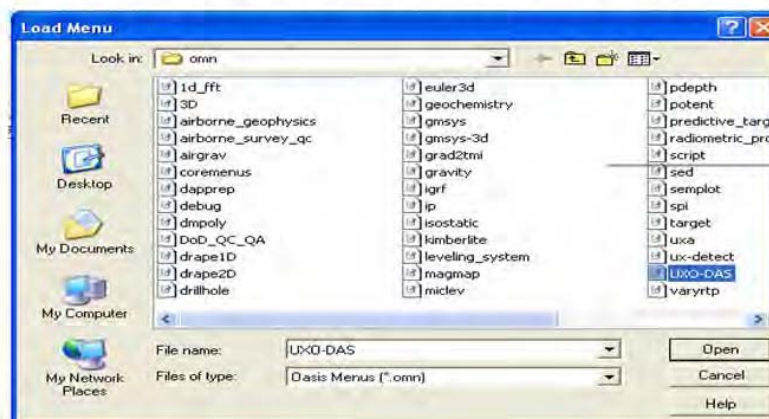 Load Menu
Look in: omn
Recent
Desktop
My Documents
My Computer
My Network Places
1d_fft
3D
airborne_geophysics
airborne_survey_qc
airgrav
coremenus
dapprep
debug
dmpoly
DoD_QC_QA
drape1D
drape2D
drillhole
euler3d
geochemistry
gmsys
gmsys-3d
grad2tmi
gravity
igrf
ip
isostatic
kimberlite
leveling_system
magmap
miclev
pdepth
potent
predictive_targ
radiometric_pro
script
sed
semplot
spi
target
uxa
ux-detect
UXO-DAS
varyrtp
File name: UXO-DAS Open
Files of type: Oasis Menus (*.omn) Cancel
Help